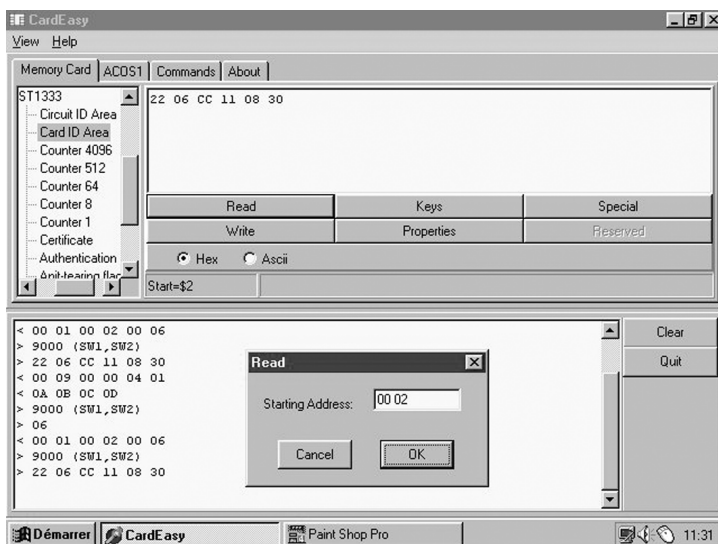 CardEasy
View Help
Memory Card ACOS1 Commands About
ST1333
Circuit ID Area
Card ID Area
Counter 4096
Counter 512
Counter 64
Counter 8
Counter 1
Certificate
Authentication
Anit-tearing flag
22 06 CC 11 08 30
Read Keys Special
Write Properties Reserved
Hex Ascii
Start=$2
< 00 01 00 02 00 06
> 9000 (SW1,SW2)
> 22 06 CC 11 08 30
< 00 09 00 00 04 01
< 0A 0B 0C 0D
> 9000 (SW1,SW2)
> 06
< 00 01 00 02 00 06
> 9000 (SW1,SW2)
> 22 06 CC 11 08 30
Clear
Quit
Read
Starting Address: 00 02
Cancel OK
Démarrer CardEasy Paint Shop Pro 11:31